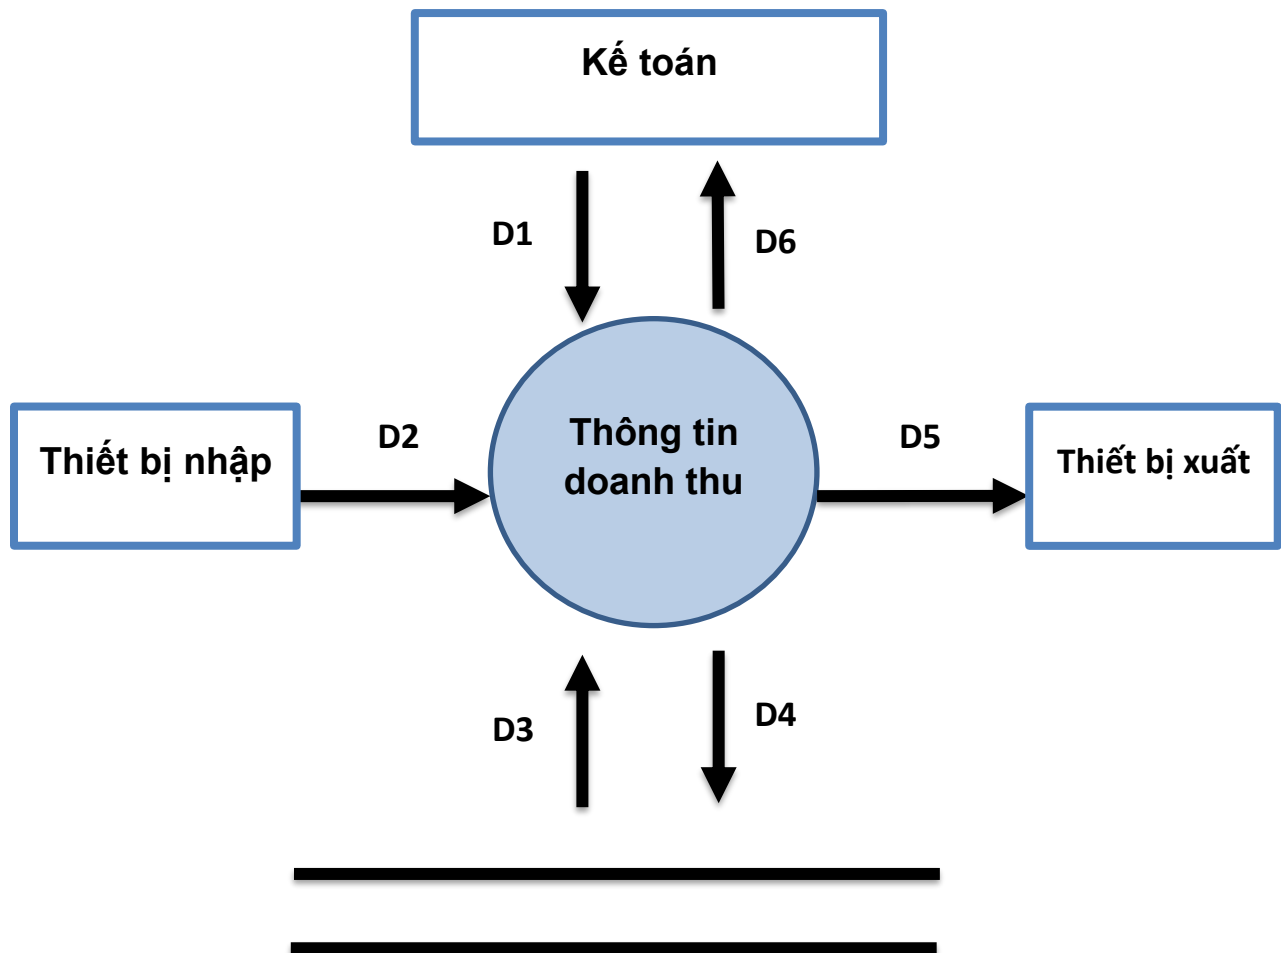 Kế toán
D1
D6
Thiết bị nhập
D2
Thông tin
doanh thu
D5
Thiết bị xuất
D3
D4